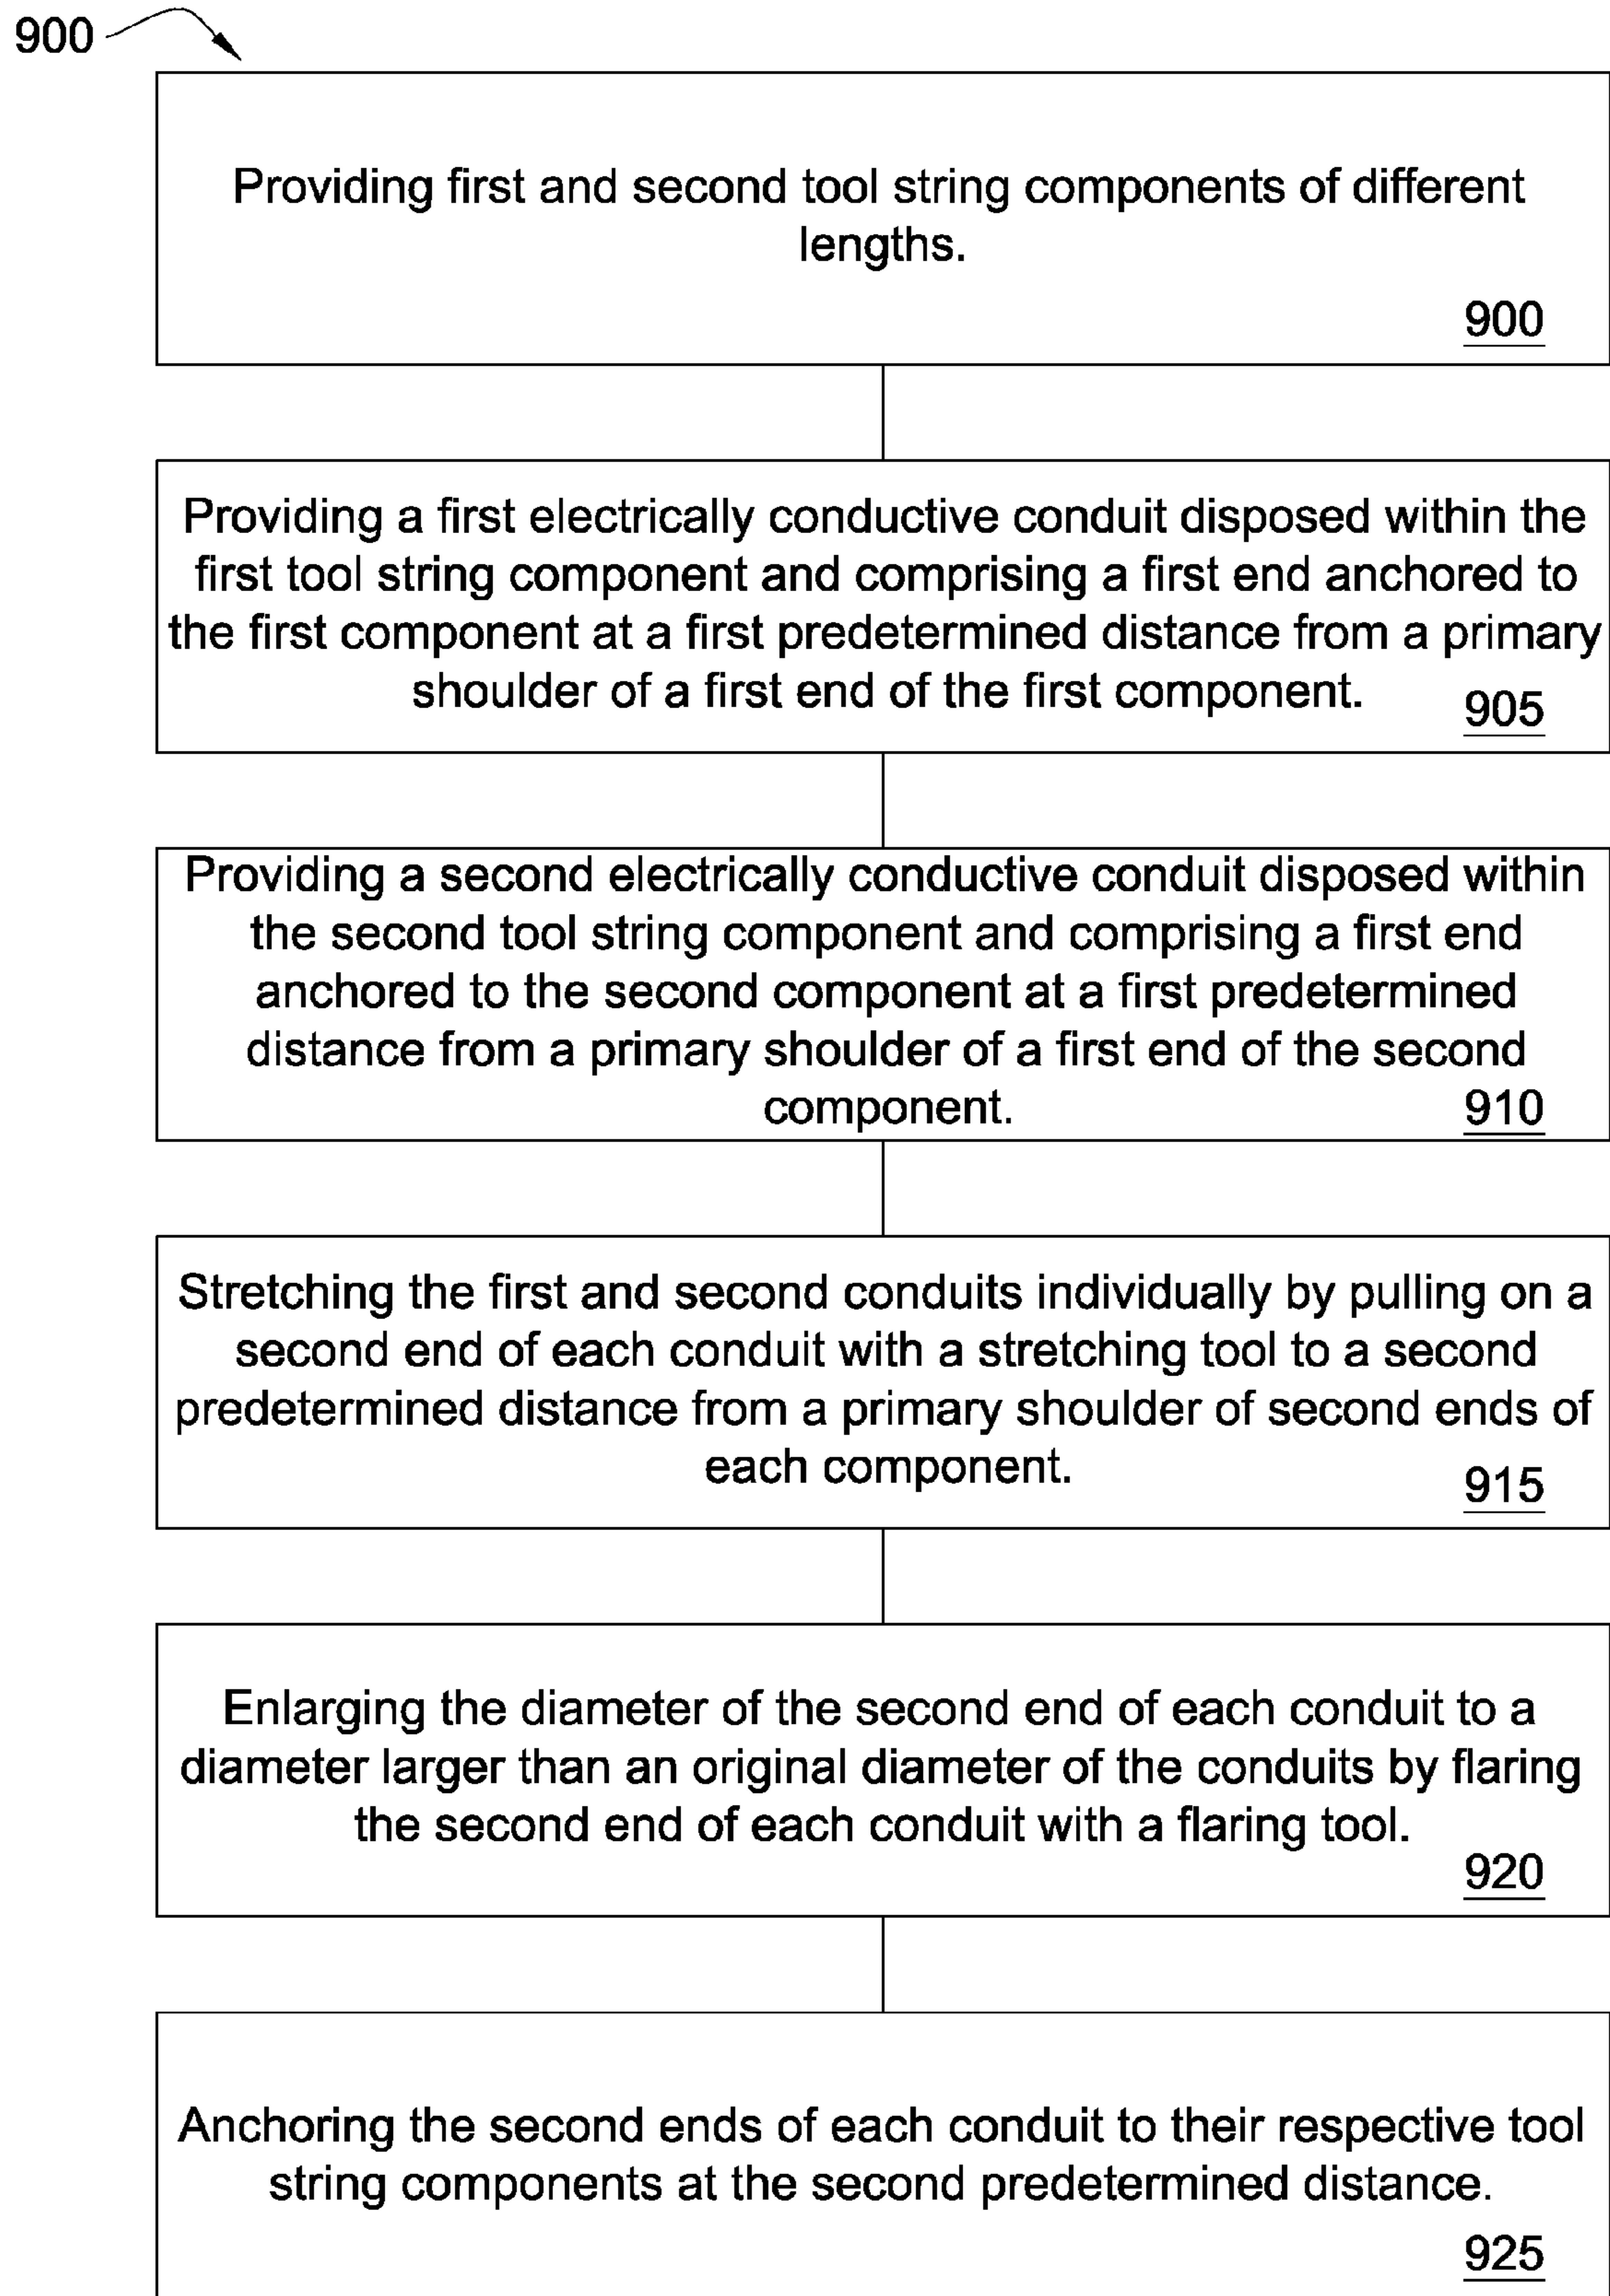 900
Providing first and second tool string components of different
lengths.
900
Providing a first electrically conductive conduit disposed within the
first tool string component and comprising a first end anchored to
the first component at a first predetermined distance from a primary
shoulder of a first end of the first component.
905
Providing a second electrically conductive conduit disposed within
the second tool string component and comprising a first end
anchored to the second component at a first predetermined
distance from a primary shoulder of a first end of the second
component.
910
Stretching the first and second conduits individually by pulling on a
second end of each conduit with a stretching tool to a second
predetermined distance from a primary shoulder of second ends of
each component.
915
Enlarging the diameter of the second end of each conduit to a
diameter larger than an original diameter of the conduits by flaring
the second end of each conduit with a flaring tool.
920
Anchoring the second ends of each conduit to their respective tool
string components at the second predetermined distance.
925